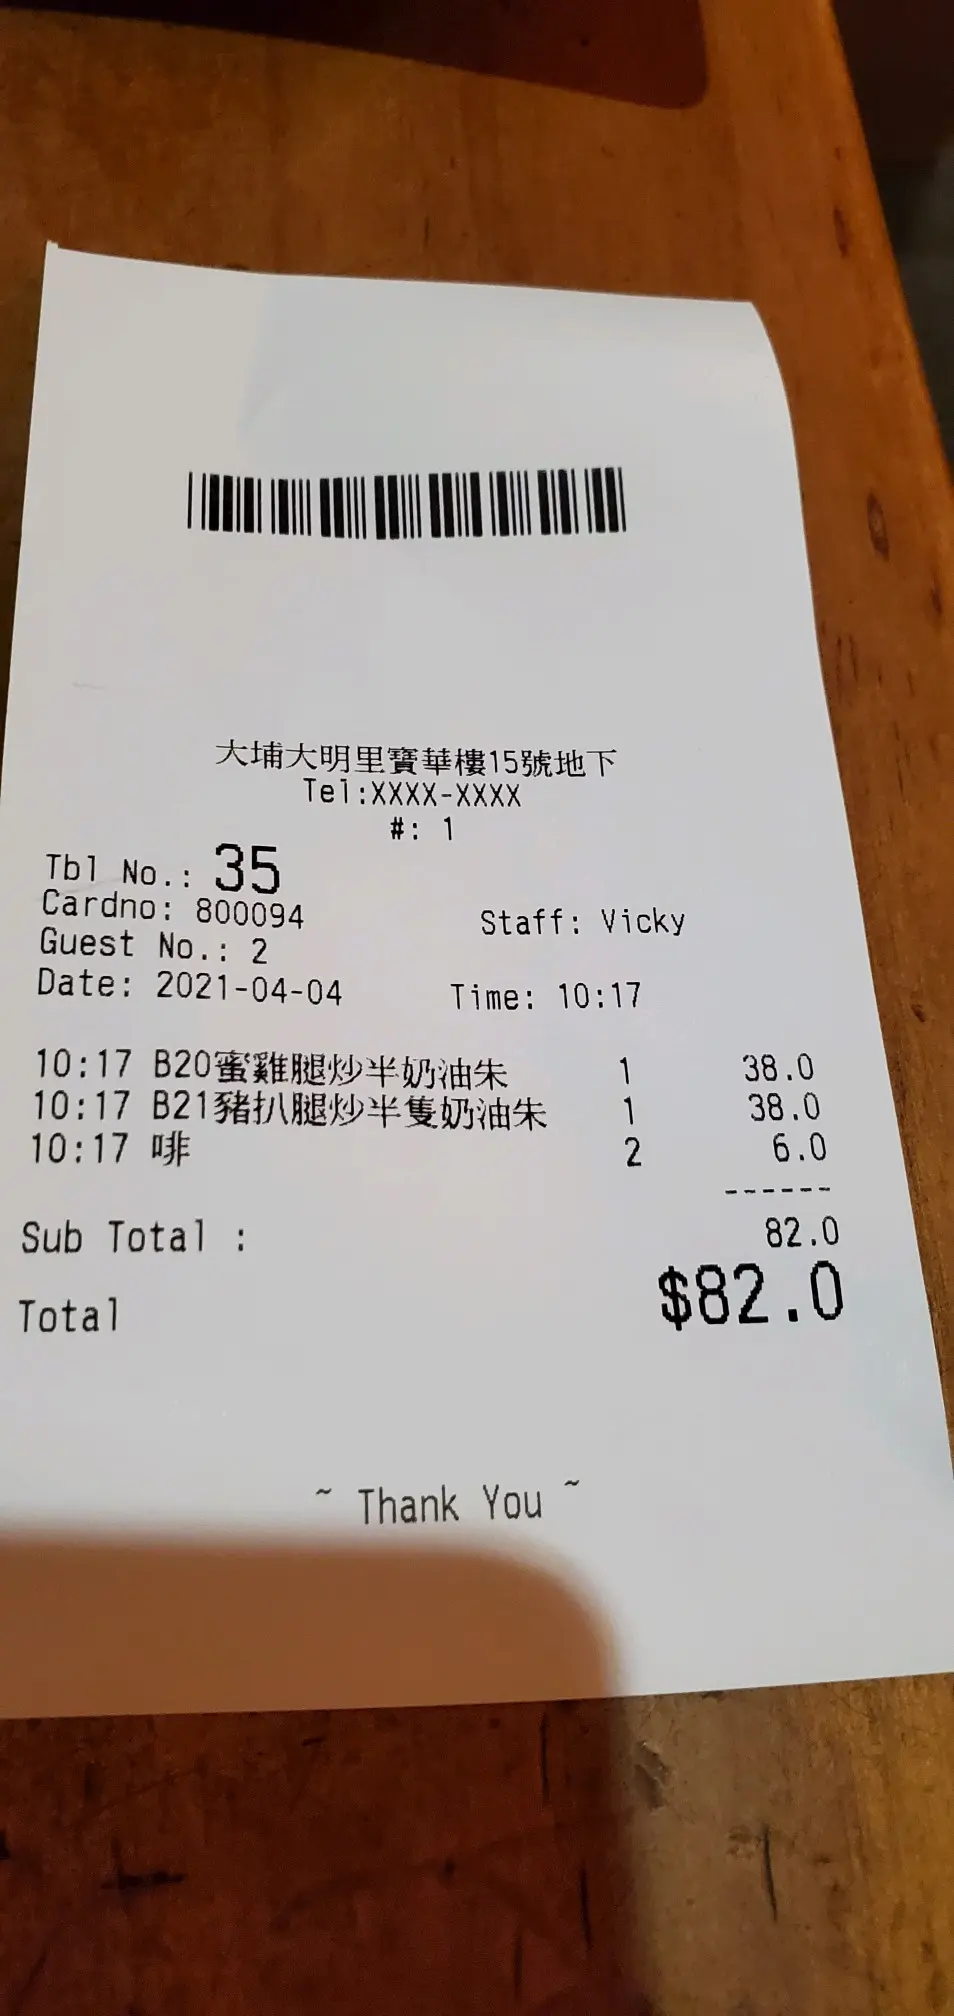 大埔大明里寶華樓15號地下
Tel:XXXX-XXXX
#: 1
Tbl No.: 35
Cardno: 800094 Staff: Vicky
Guest No.: 2
Date: 2021-04-04 Time: 10:17
10:17 B20蜜雞腿炒半奶油朱 1 38.0
10:17 B21豬扒腿炒半隻奶油朱 1 38.0
10:17 啡 2 6.0
------
Sub Total : 82.0
Total $82.0
~ Thank You ~